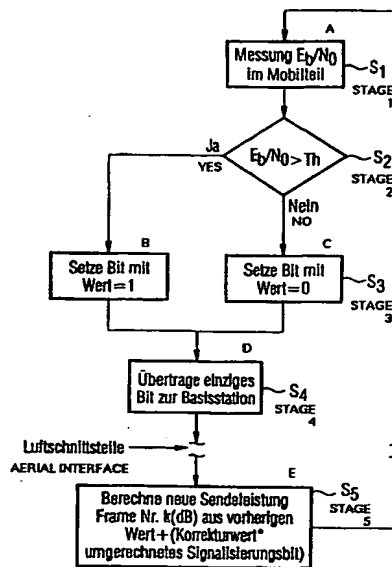 A
Messung Eb/N0
im Mobilteil
S1
STAGE
1
Ja
YES
Eb/N0>Th
S2
STAGE
2
Nein
NO
B
Setze Bit mit
Wert=1
C
Setze Bit mit
Wert=0
S3
STAGE
3
D
Übertrage einziges
Bit zur Basisstation
S4
STAGE
4
Luftschnittstelle
AERIAL INTERFACE
E
S5
STAGE
5
Berechne neue Sendeleistung
Frame Nr. k(dB) aus vorherigen
Wert+(Korrekturwert*
umgerechnetes Signalisierungsbit)